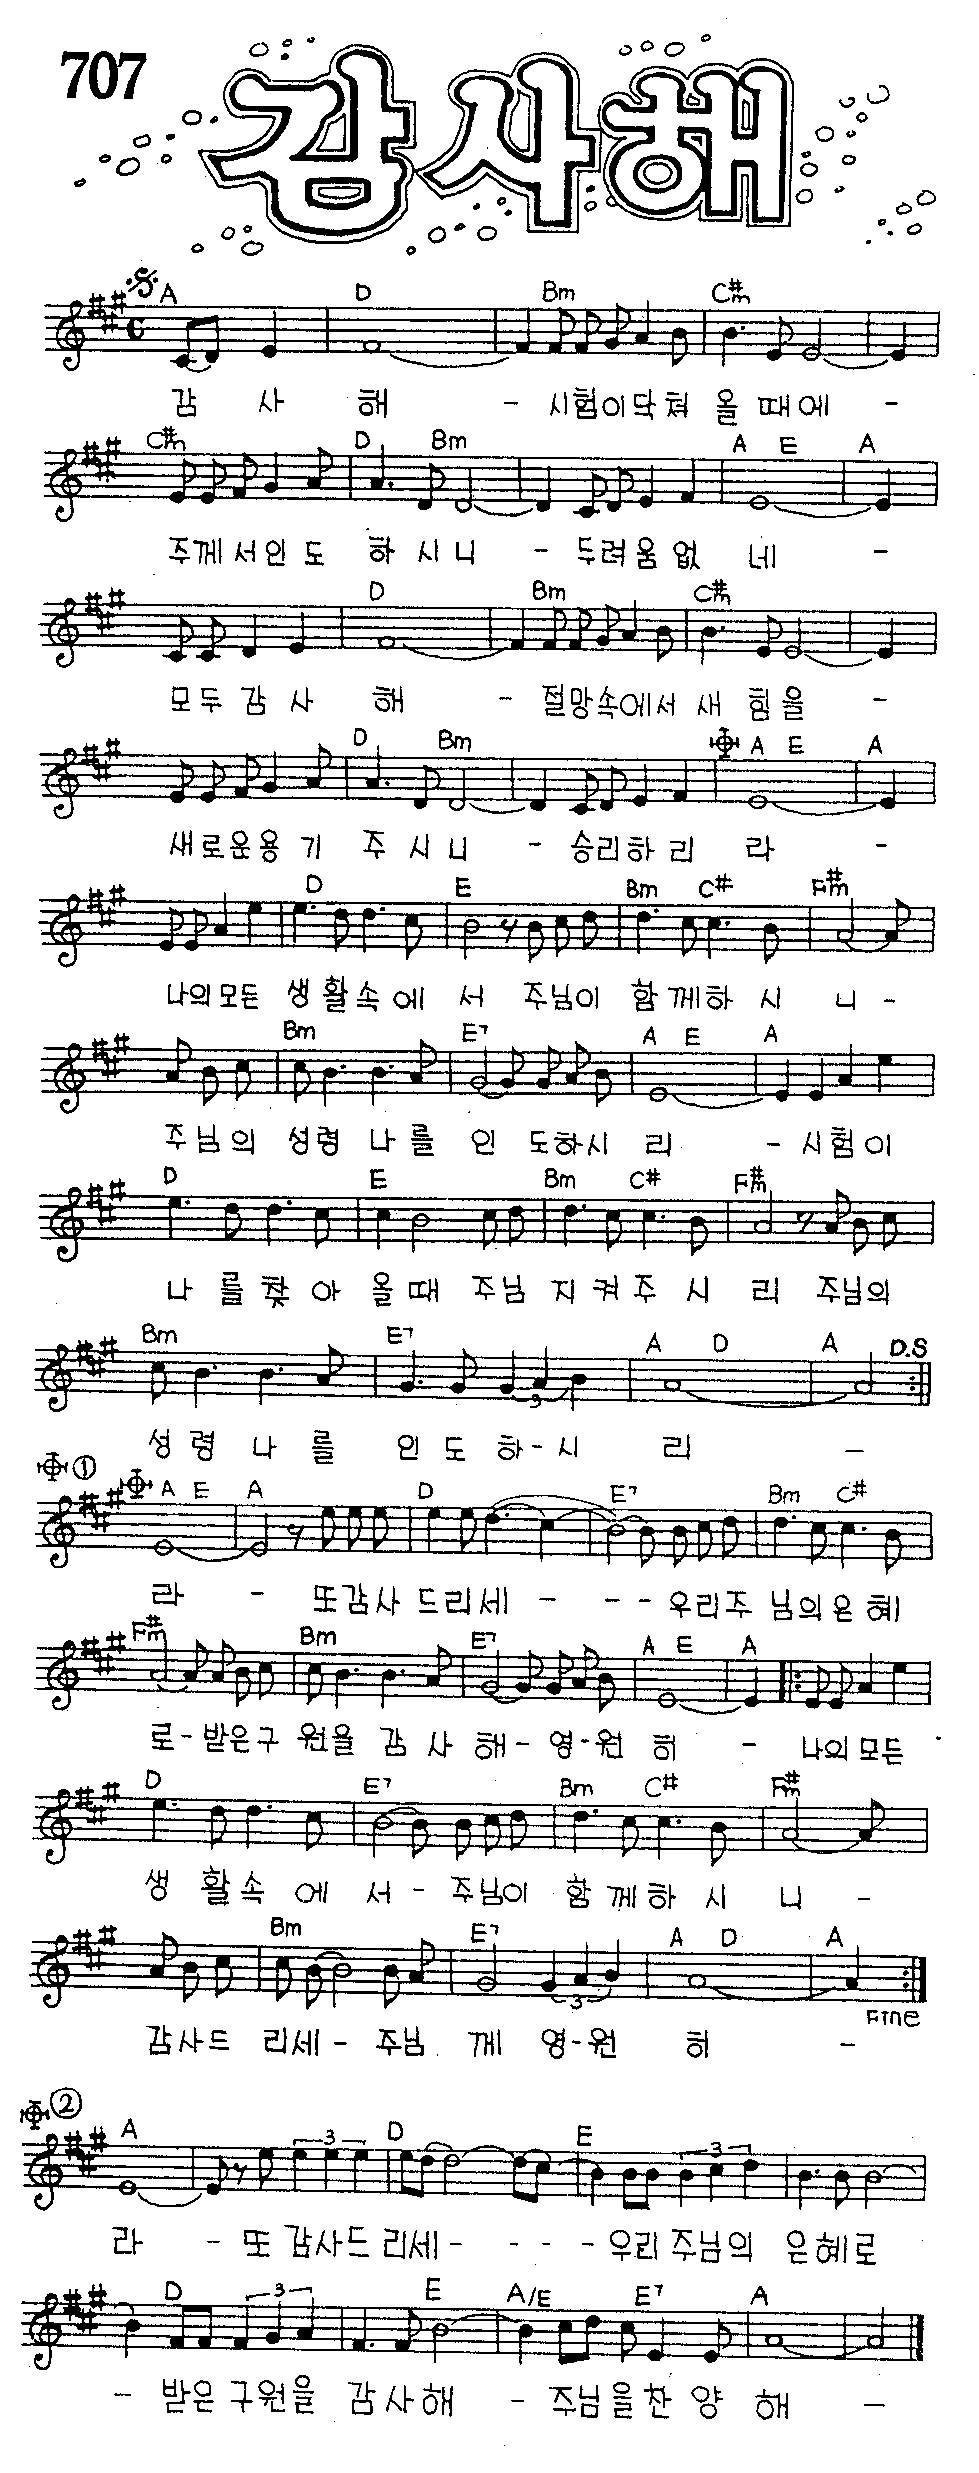 707
감사해
A D Bm C#m
감 사 해 - 시험이닥쳐 올 때에 -
C#m D Bm A E A
주께서인도 하시니 - 두려움없 네 -
D Bm C#m
모두감사 해 - 절망속에서 새 힘을 -
D Bm A E A
새로운용기 주시니 - 승리하리 라 -
D E Bm C# F#m
나의모든 생활속에 서 주님이 함께하 시 니 -
Bm E7 A E A
주님의 성령 나를 인 도하시 리 - 시험이
D E Bm C# F#m
나 를 찾 아 올때 주님 지켜주 시 리 주님의
Bm E7 A D A D.S
성령 나를 인도하-시 리 -
① A E A D E7 Bm C#
라 - 또감사 드리세 - - - 우리주 님의은혜
F#m Bm E7 A E A
로-받은구 원을 감사 해-영-원 히 - 나의모든
D E7 Bm C# F#m
생 활속 에 서- 주님이 함께하 시 니 -
Bm E7 A D A
감사드 리세- 주님 께 영-원 히 -
Fine
② A D E
라 - 또 감사드 리세- - - - 우리 주님의 은혜로
D E A/E E7 A
- 받은 구원을 감사해 - 주님을찬 양 해 -